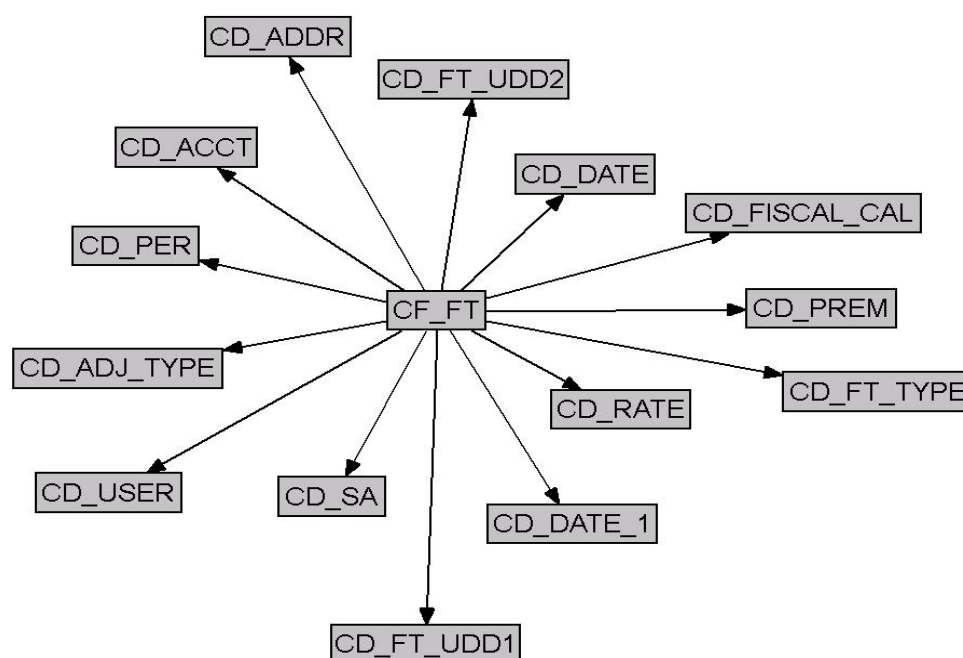 CD_ADDR
CD_FT_UDD2
CD_ACCT
CD_DATE
CD_FISCAL_CAL
CD_PER
CF_FT
CD_PREM
CD_ADJ_TYPE
CD_FT_TYPE
CD_RATE
CD_USER
CD_SA
CD_DATE_1
CD_FT_UDD1